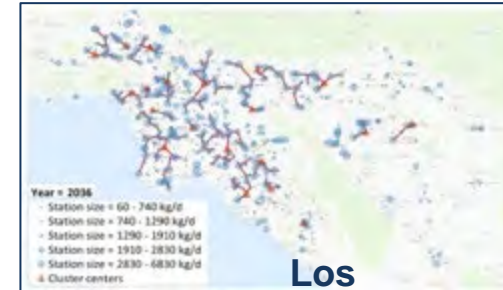 Year = 2036
Station size = 60 - 740 kg/d
Station size = 740 - 1290 kg/d
Station size = 1290 - 1910 kg/d
Station size = 1910 - 2830 kg/d
Station size = 2830 - 6830 kg/d
Cluster centers
Los